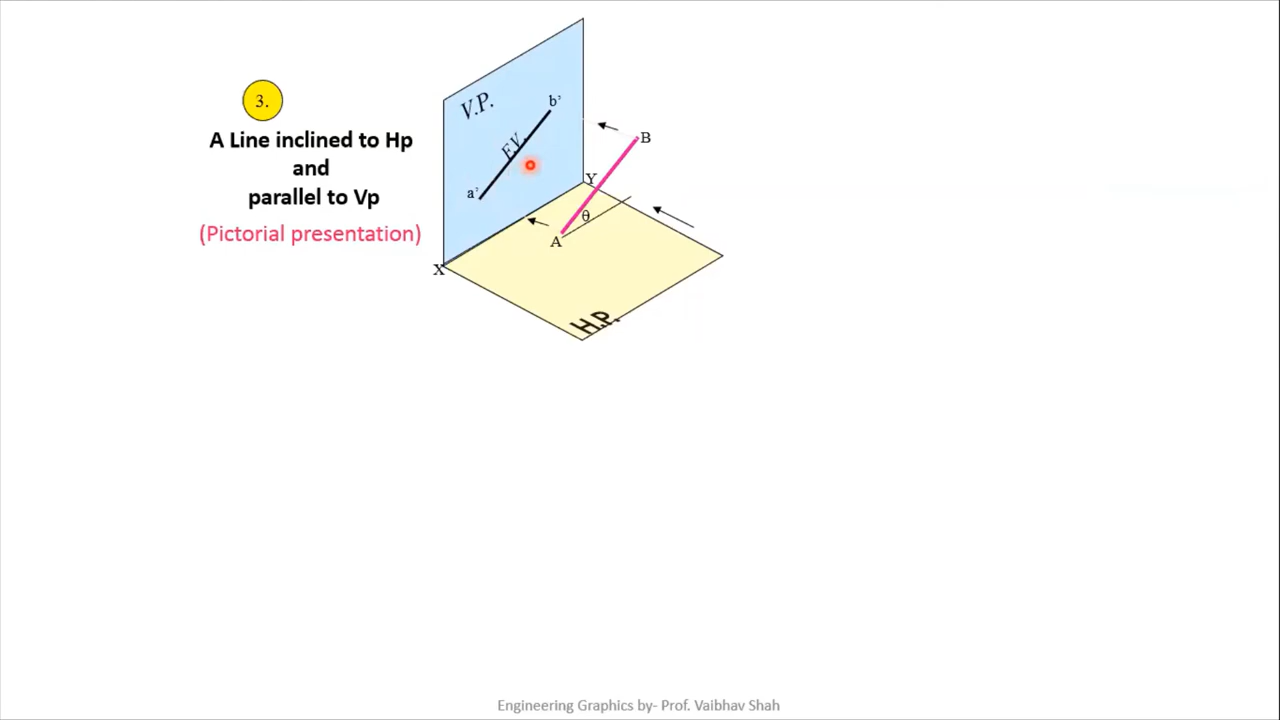 3.
A Line inclined to Hp
and
parallel to Vp
(Pictorial presentation)
V.P.
b’
F.V.
a’
B
Y
θ
A
X
H.P.
Engineering Graphics by- Prof. Vaibhav Shah